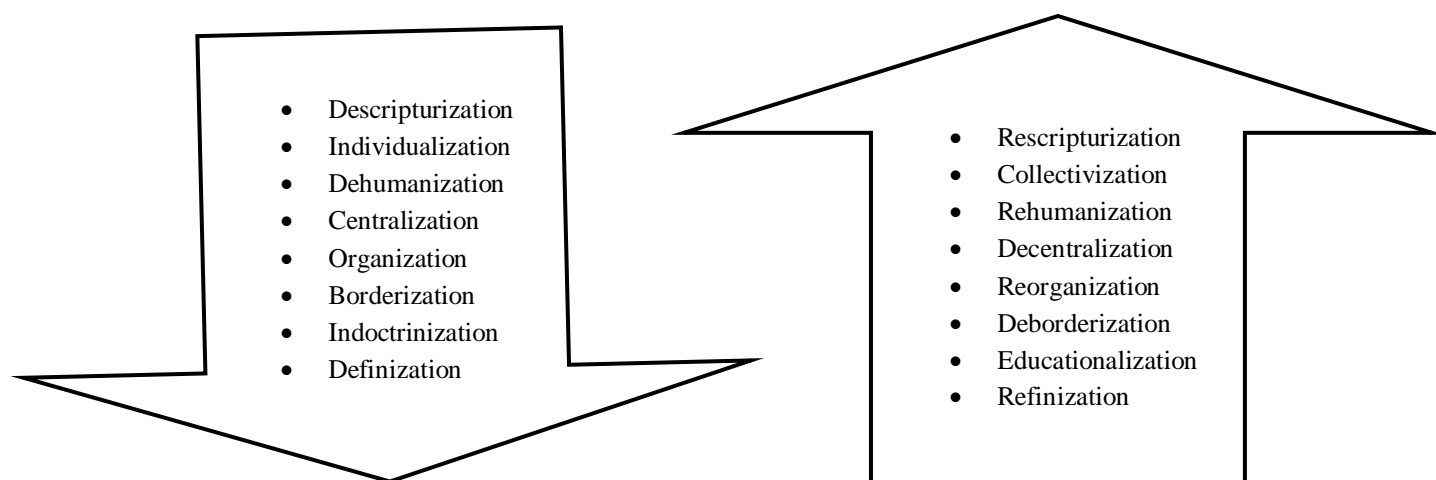 • Descripturization
• Individualization
• Dehumanization
• Centralization
• Organization
• Borderization
• Indoctrinization
• Definization
• Rescripturization
• Collectivization
• Rehumanization
• Decentralization
• Reorganization
• Deborderization
• Educationalization
• Refinization